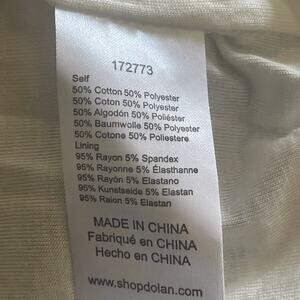 172773
Self
50% Cotton 50% Polyester
50% Coton 50% Polyester
50% Algodón 50% Poliéster
50% Baumwolle 50% Polyester
50% Cotone 50% Poliestere
Lining
95% Rayon 5% Spandex
95% Rayonne 5% Élasthanne
95% Rayón 5% Elastano
95% Kunstseide 5% Elastan
95% Raion 5% Elastan
MADE IN CHINA
Fabriqué en CHINA
Hecho en CHINA
www.shopdolan.com